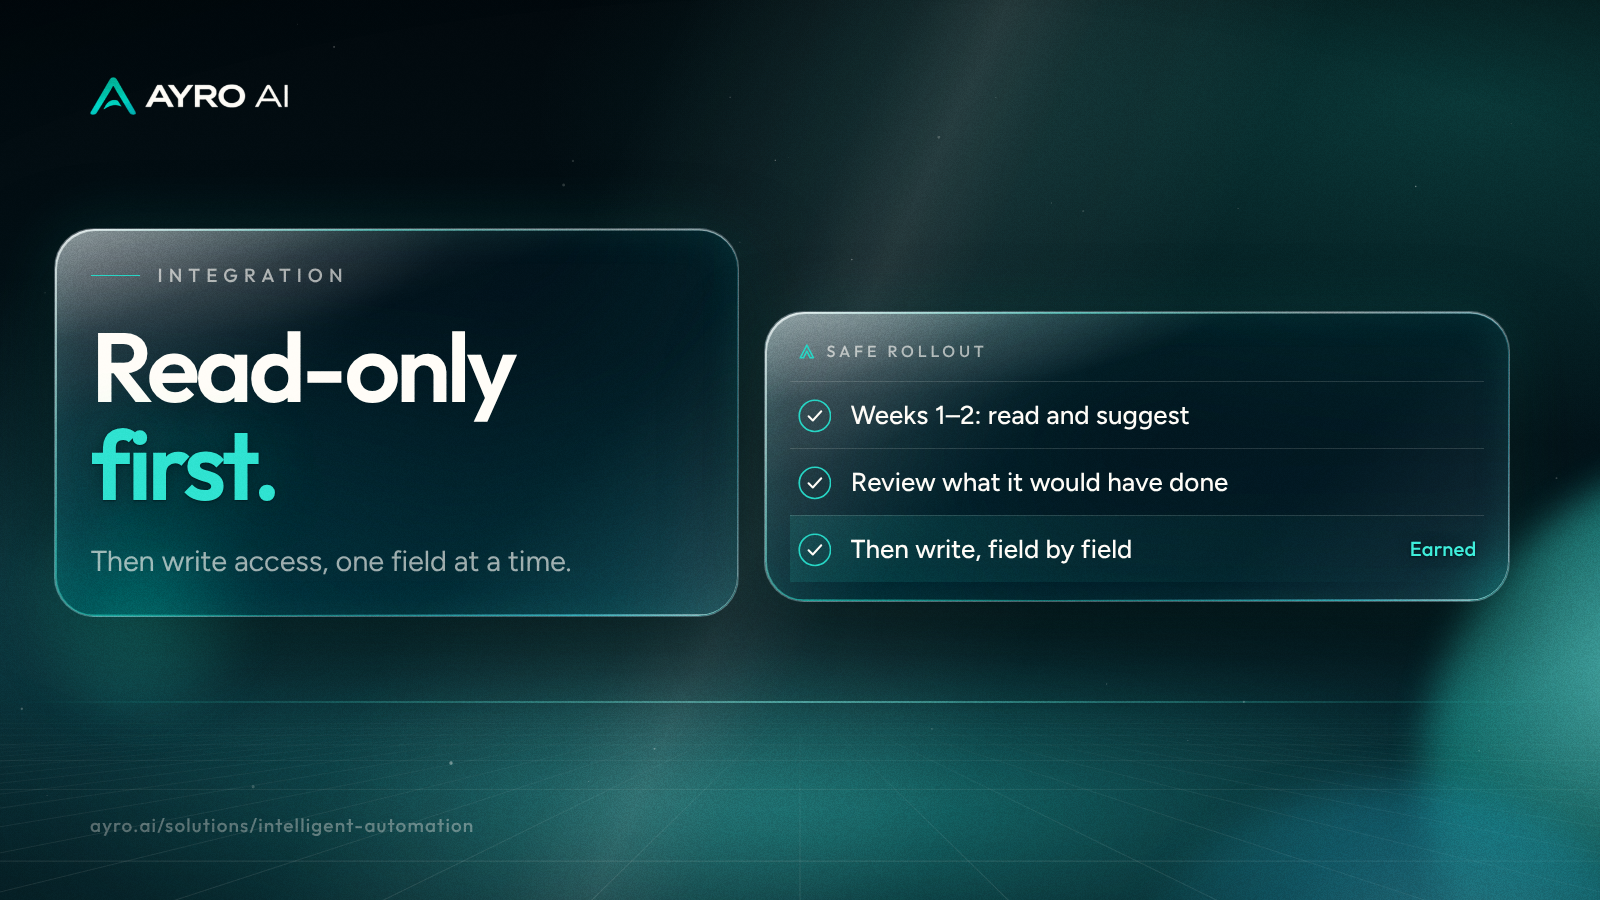 AYRO AI
INTEGRATION
Read-only
first.
Then write access, one field at a time.
SAFE ROLLOUT
Weeks 1–2: read and suggest
Review what it would have done
Then write, field by field
Earned
ayro.ai/solutions/intelligent-automation